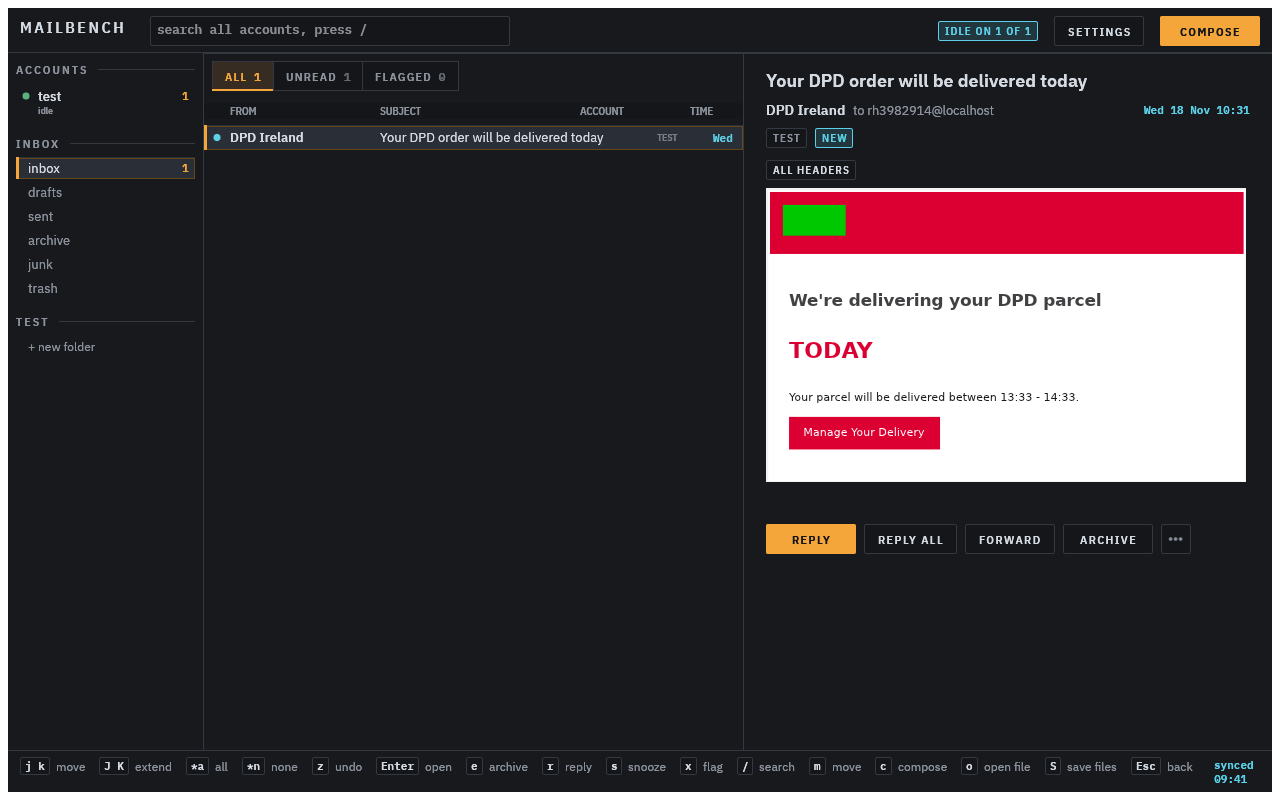 MAILBENCH
search all accounts, press /
IDLE ON 1 OF 1
SETTINGS
COMPOSE
ACCOUNTS
test 1
idle
INBOX
inbox 1
drafts
sent
archive
junk
trash
TEST
+ new folder
ALL 1 UNREAD 1 FLAGGED 0
FROM SUBJECT ACCOUNT TIME
DPD Ireland Your DPD order will be delivered today TEST Wed
Your DPD order will be delivered today
DPD Ireland to rh3982914@localhost Wed 18 Nov 10:31
TEST NEW
ALL HEADERS
We're delivering your DPD parcel
TODAY
Your parcel will be delivered between 13:33 - 14:33.
Manage Your Delivery
REPLY REPLY ALL FORWARD ARCHIVE •••
j k move J K extend *a all *n none z undo Enter open e archive r reply s snooze x flag / search m move c compose o open file S save files Esc back synced
09:41